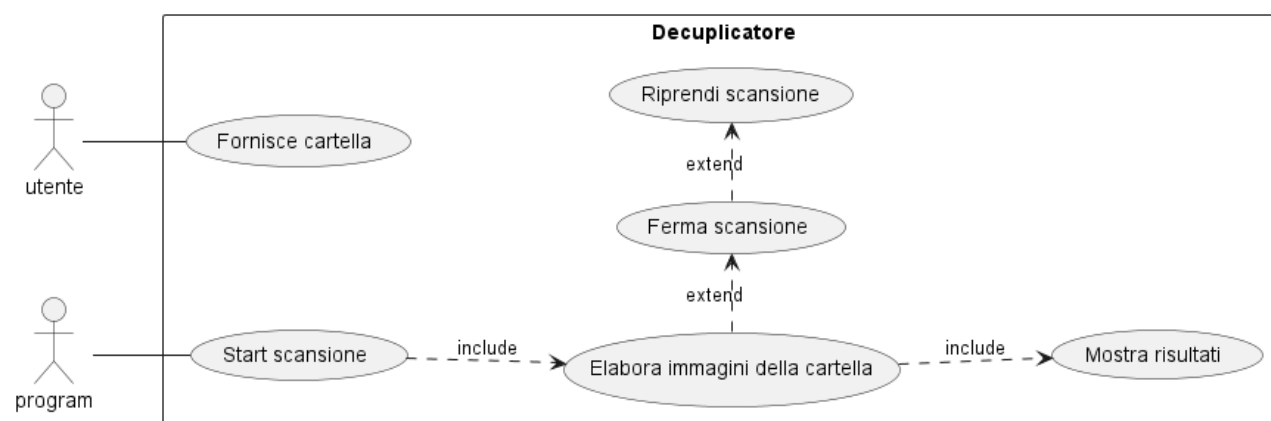 Decuplicatore
Riprendi scansione
Fornisce cartella
extend
utente
Ferma scansione
extend
Start scansione
include
Elabora immagini della cartella
include
Mostra risultati
program